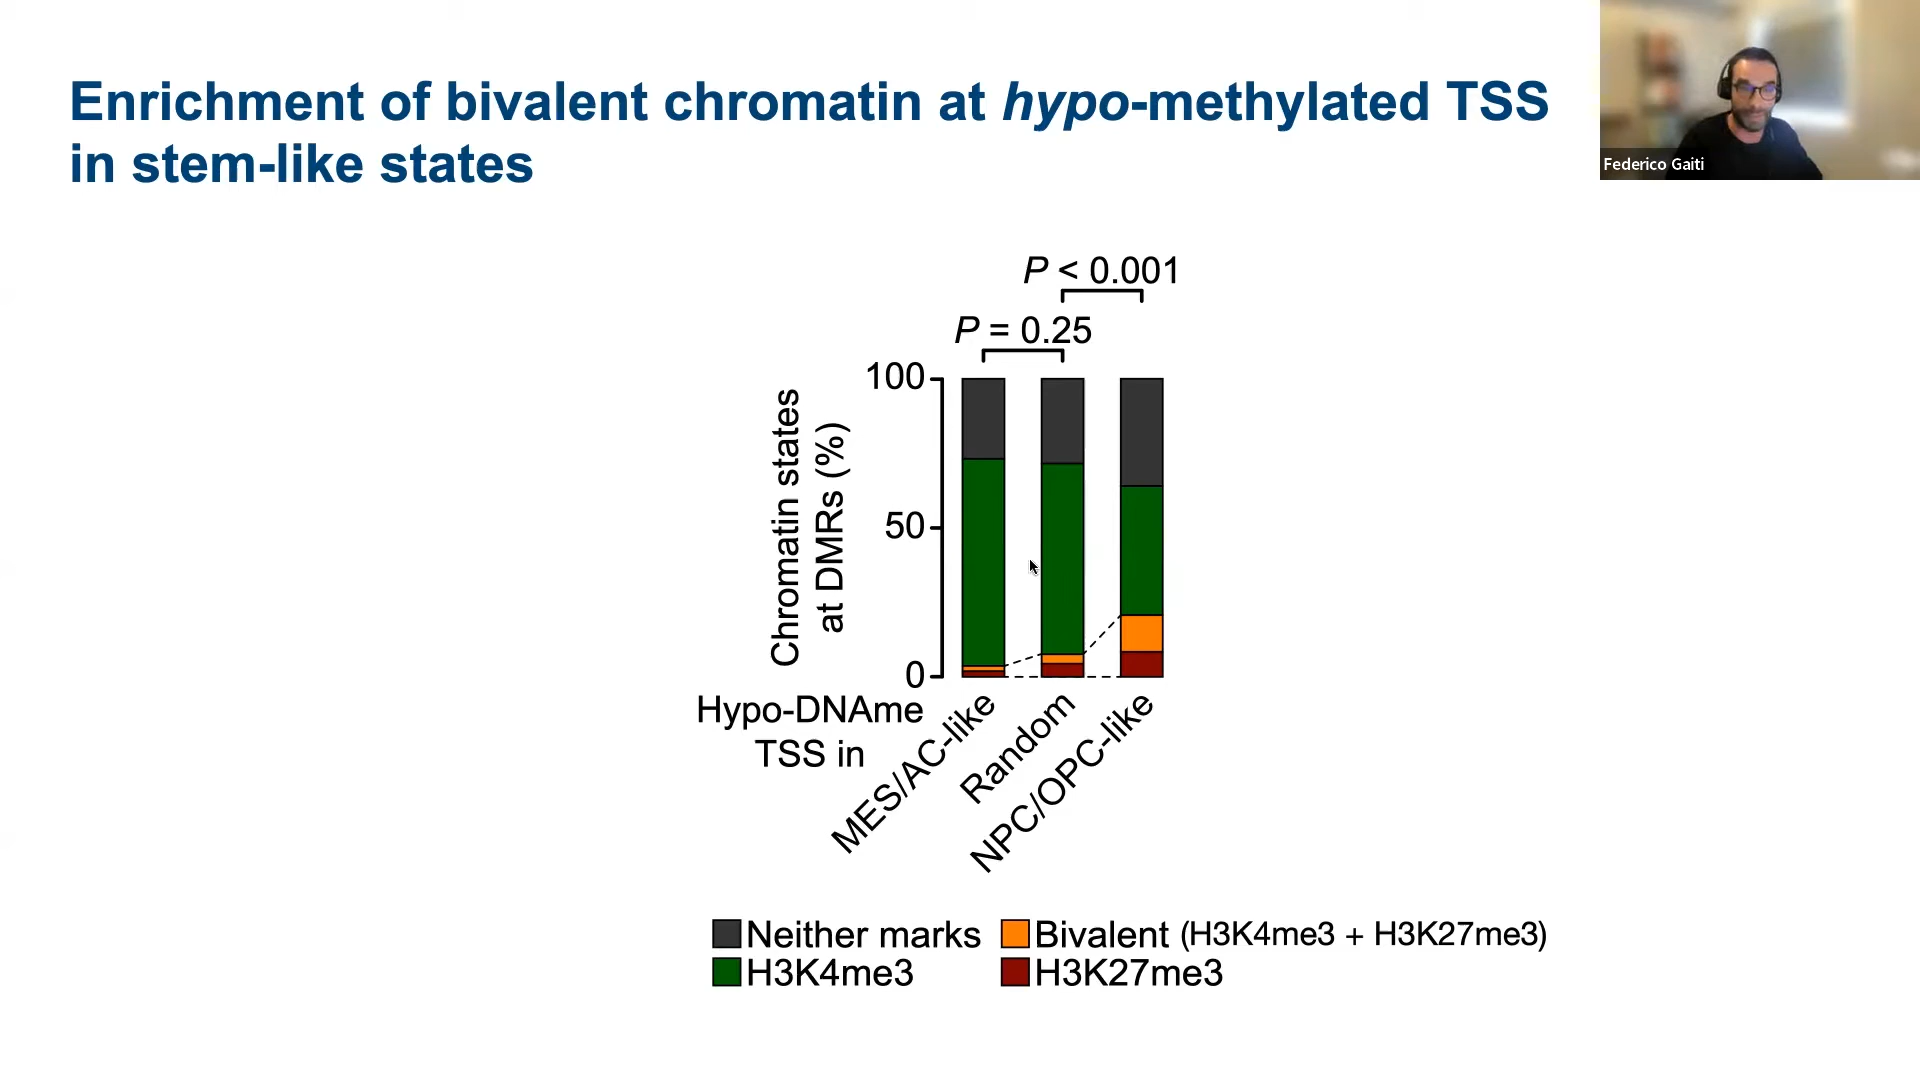 Enrichment of bivalent chromatin at hypo-methylated TSS
in stem-like states
Federico Gaiti
P < 0.001
P = 0.25
100
50
0
Chromatin states
at DMRs (%)
Hypo-DNAme
TSS in
MES/AC-like
Random
NPC/OPC-like
Neither marks
Bivalent (H3K4me3 + H3K27me3)
H3K4me3
H3K27me3